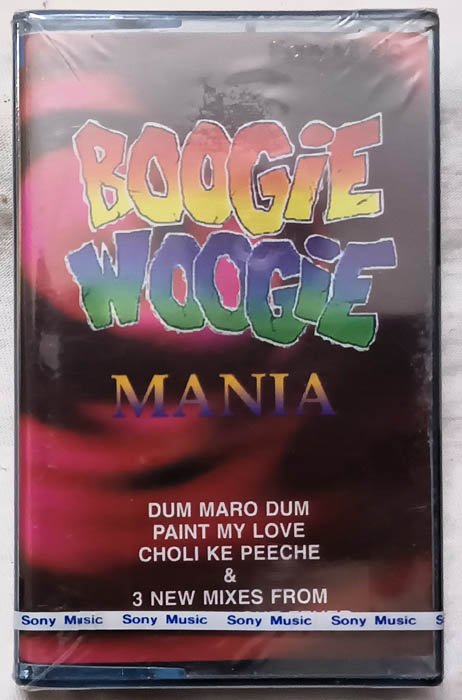 BOOGiE
WOOGiE
MANIA
DUM MARO DUM
PAINT MY LOVE
CHOLI KE PEECHE
&
3 NEW MIXES FROM
Sony Music Sony Music Sony Music Sony Music